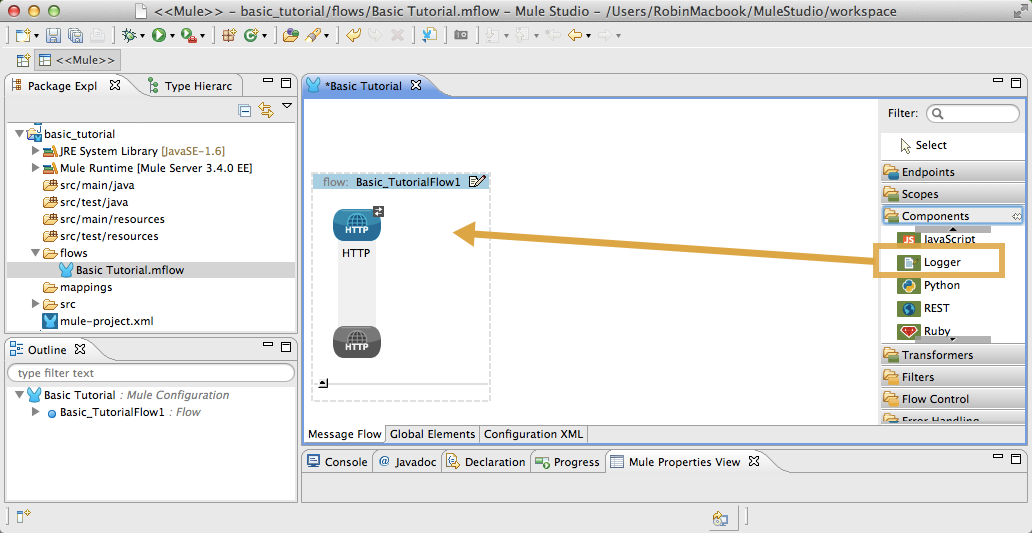 <<Mule>> – basic_tutorial/flows/Basic Tutorial.mflow – Mule Studio – /Users/RobinMacbook/MuleStudio/workspace
<<Mule>>
Package Expl
Type Hierarc
basic_tutorial
JRE System Library [JavaSE-1.6]
Mule Runtime [Mule Server 3.4.0 EE]
src/main/java
src/test/java
src/main/resources
src/test/resources
flows
Basic Tutorial.mflow
mappings
src
mule-project.xml
Outline
type filter text
Basic Tutorial : Mule Configuration
Basic_TutorialFlow1 : Flow
*Basic Tutorial
flow: Basic_TutorialFlow1
HTTP
HTTP
HTTP
Filter:
Select
Endpoints
Scopes
Components
JS JavaScript
Logger
Python
REST
Ruby
Transformers
Filters
Flow Control
Error Handling
Message Flow
Global Elements
Configuration XML
Console
@ Javadoc
Declaration
Progress
Mule Properties View